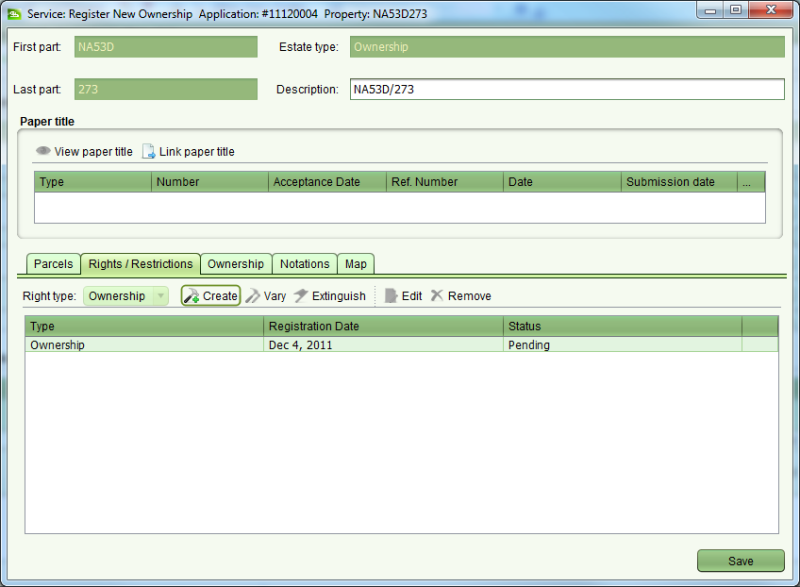 Service: Register New Ownership Application: #11120004 Property: NA53D273
First part: NA53D Estate type: Ownership
Last part: 273 Description: NA53D/273
Paper title
View paper title Link paper title
Type Number Acceptance Date Ref. Number Date Submission date ...
Parcels Rights / Restrictions Ownership Notations Map
Right type: Ownership Create Vary Extinguish Edit Remove
Type Registration Date Status
Ownership Dec 4, 2011 Pending
Save